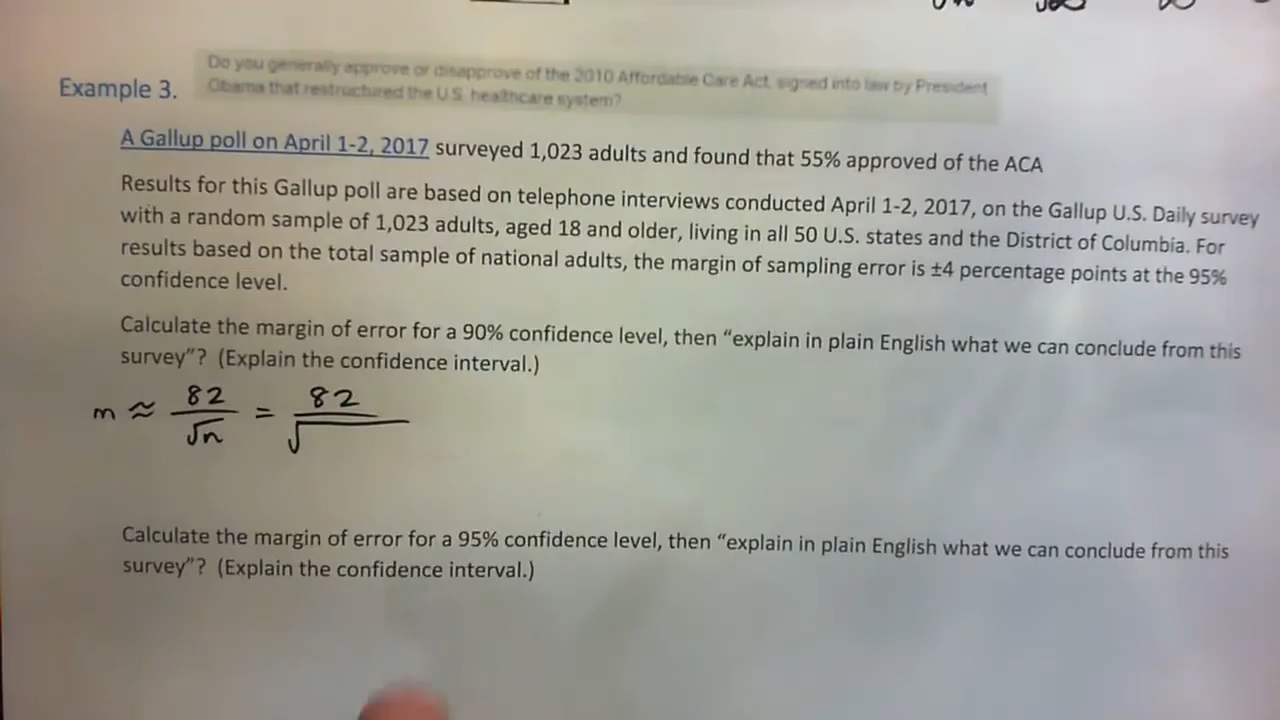 Do you generally approve or disapprove of the 2010 Affordable Care Act, signed into law by President
Obama that restructured the U.S. healthcare system?
Example 3.
A Gallup poll on April 1-2, 2017 surveyed 1,023 adults and found that 55% approved of the ACA
Results for this Gallup poll are based on telephone interviews conducted April 1-2, 2017, on the Gallup U.S. Daily survey
with a random sample of 1,023 adults, aged 18 and older, living in all 50 U.S. states and the District of Columbia. For
results based on the total sample of national adults, the margin of sampling error is ±4 percentage points at the 95%
confidence level.
Calculate the margin of error for a 90% confidence level, then “explain in plain English what we can conclude from this
survey”? (Explain the confidence interval.)
m ≈ 82/√n = 82/√
Calculate the margin of error for a 95% confidence level, then “explain in plain English what we can conclude from this
survey”? (Explain the confidence interval.)